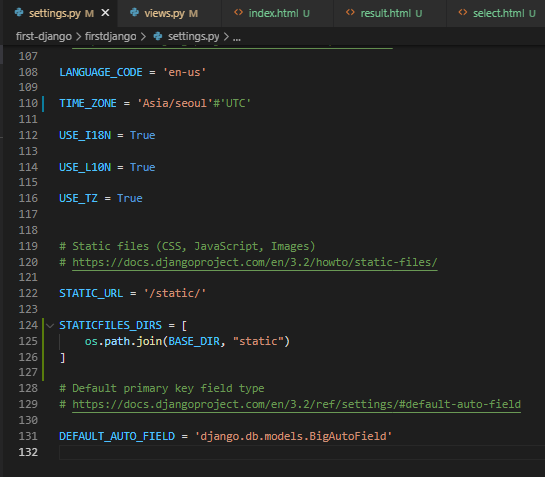 settings.py M × views.py M <> index.html U <> result.html U <> select.html U
first-django > firstdjango > settings.py > ...
107
108 LANGUAGE_CODE = 'en-us'
109
110 TIME_ZONE = 'Asia/seoul'#'UTC'
111
112 USE_I18N = True
113
114 USE_L10N = True
115
116 USE_TZ = True
117
118
119 # Static files (CSS, JavaScript, Images)
120 # https://docs.djangoproject.com/en/3.2/howto/static-files/
121
122 STATIC_URL = '/static/'
123
124 STATICFILES_DIRS = [
125 os.path.join(BASE_DIR, "static")
126 ]
127
128 # Default primary key field type
129 # https://docs.djangoproject.com/en/3.2/ref/settings/#default-auto-field
130
131 DEFAULT_AUTO_FIELD = 'django.db.models.BigAutoField'
132